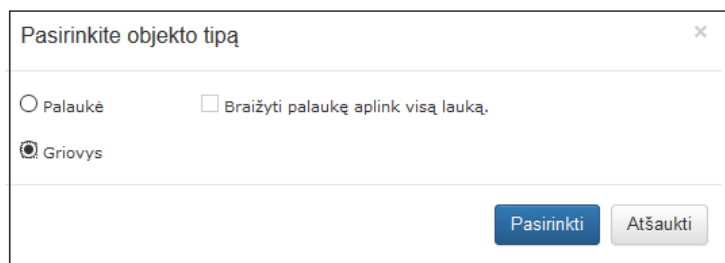 Pasirinkite objekto tipą ×
Palaukė Braižyti palaukę aplink visą lauką.
Griovys
Pasirinkti Atšaukti